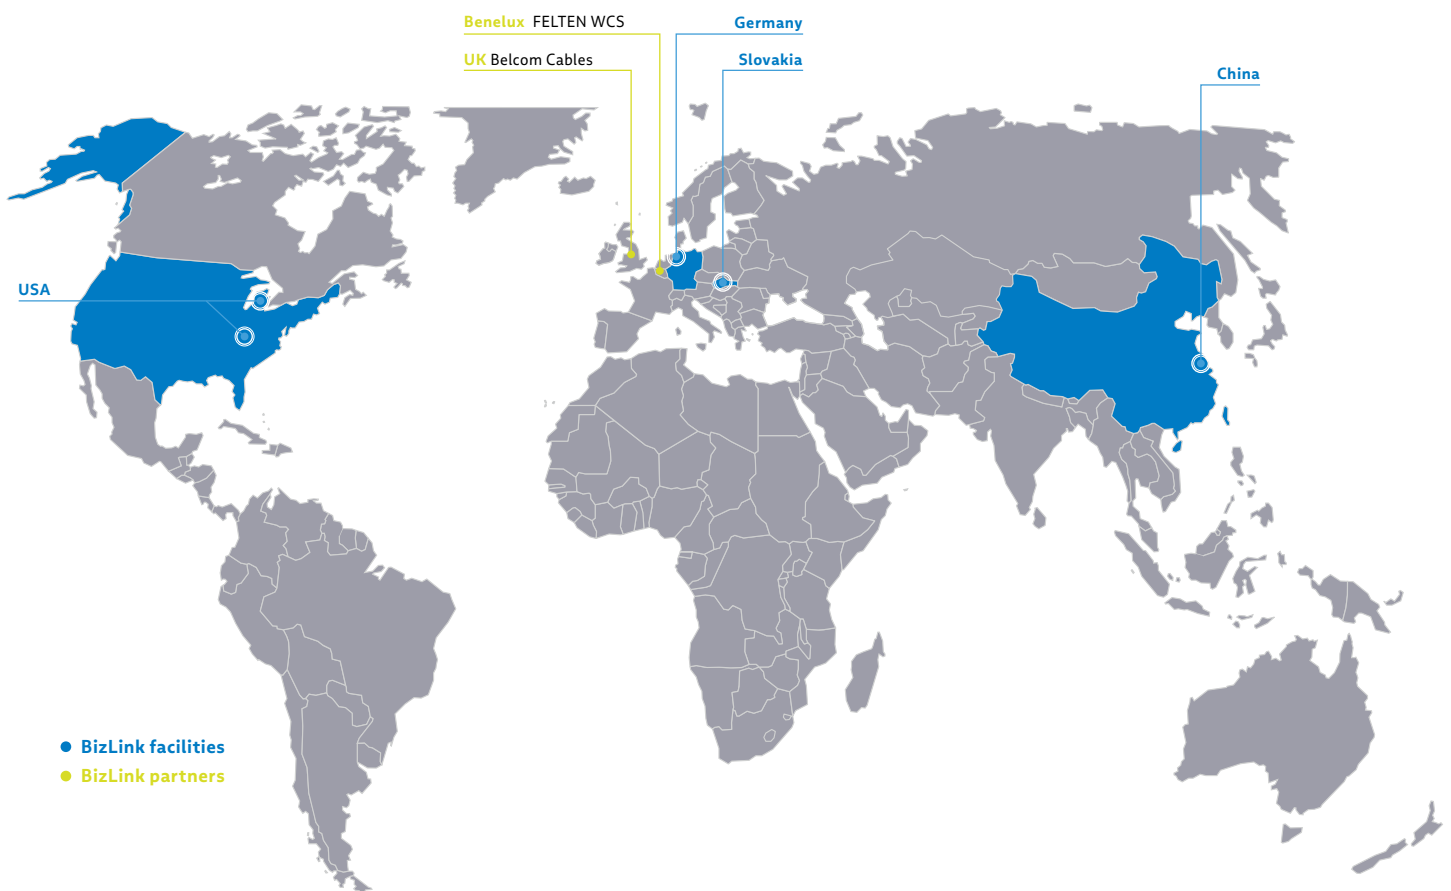 Benelux FELTEN WCS
Germany
UK Belcom Cables
Slovakia
China
USA
BizLink facilities
BizLink partners